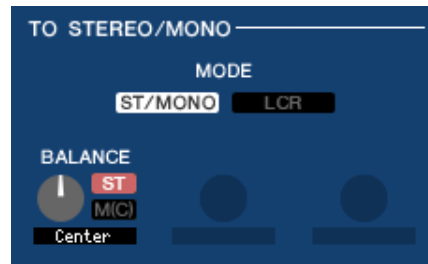 TO STEREO/MONO
MODE
ST/MONO LCR
BALANCE
ST
M(C)
Center